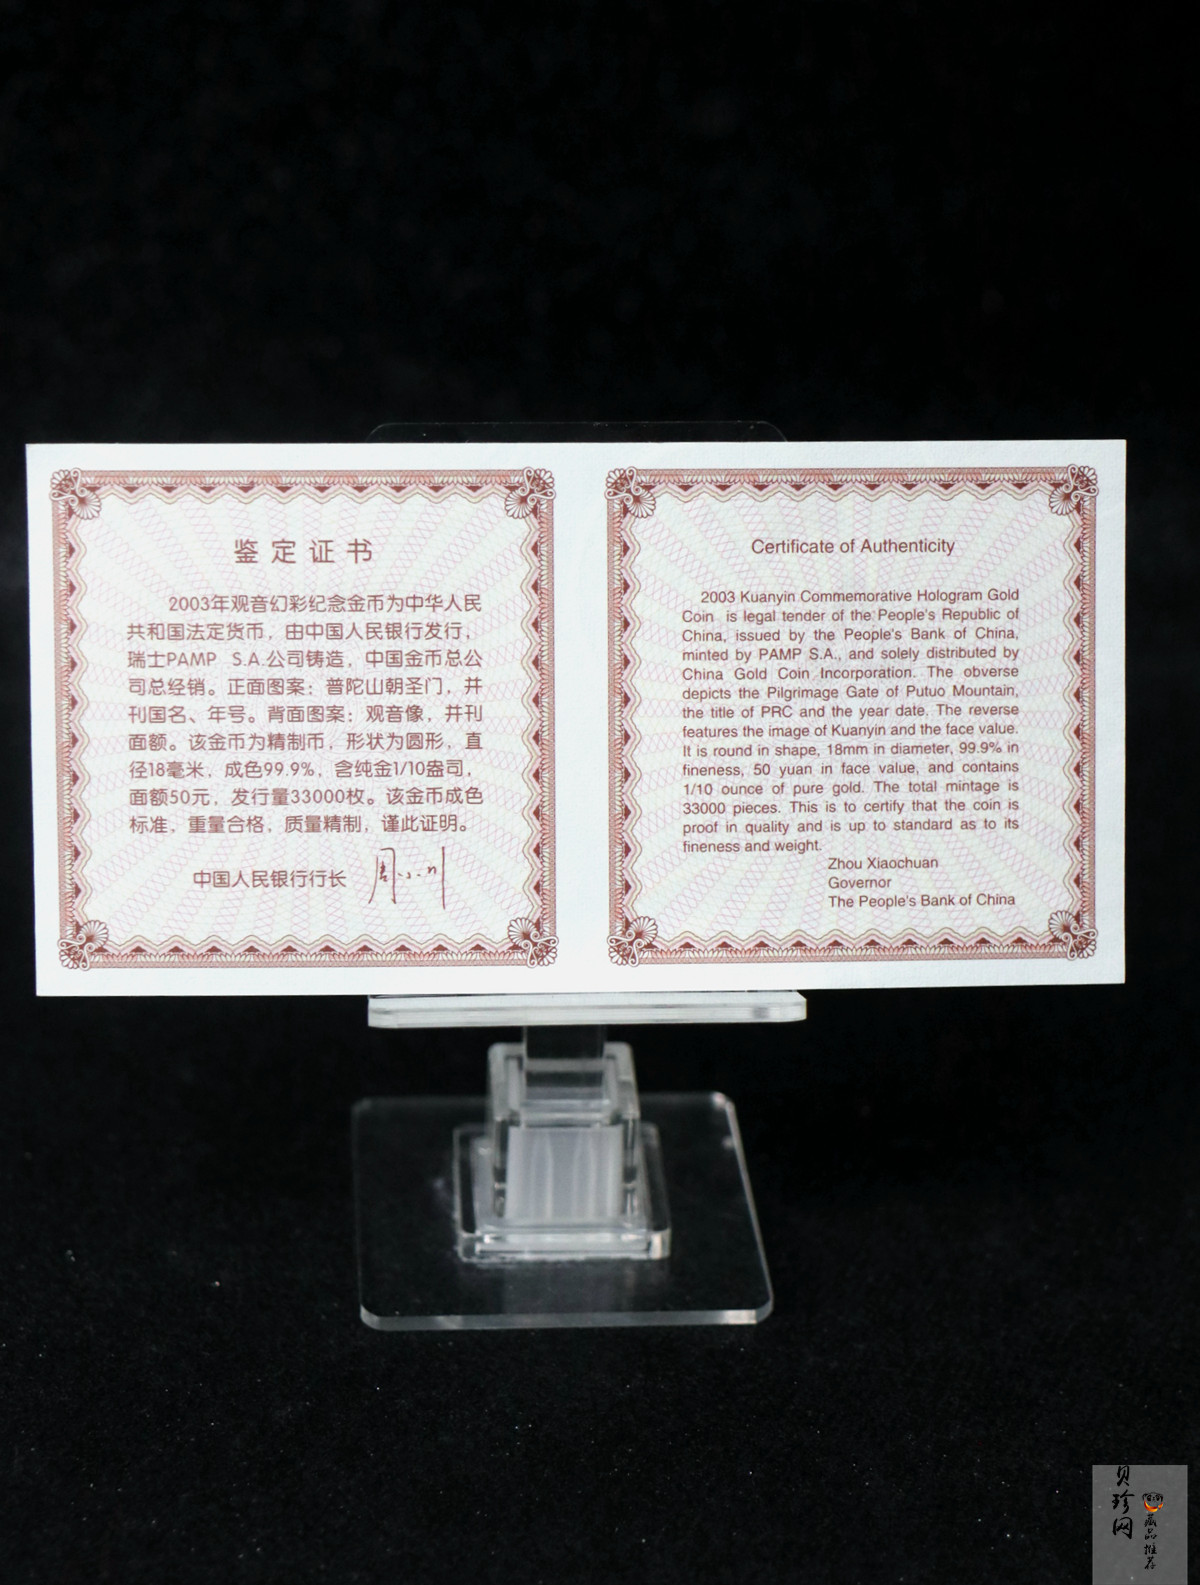 鉴定证书
2003年观音幻彩纪念金币为中华人民
共和国法定货币，由中国人民银行发行，
瑞士PAMP S.A.公司铸造，中国金币总公
司总经销。正面图案：普陀山朝圣门，并
刊国名、年号。背面图案：观音像，并刊
面额。该金币为精制币，形状为圆形，直
径18毫米，成色99.9%，含纯金1/10盎司，
面额50元，发行量33000枚。该金币成色
标准，重量合格，质量精制，谨此证明。
中国人民银行行长 周小川
Certificate of Authenticity
2003 Kuanyin Commemorative Hologram Gold
Coin is legal tender of the People's Republic of
China, issued by the People's Bank of China,
minted by PAMP S.A., and solely distributed by
China Gold Coin Incorporation. The obverse
depicts the Pilgrimage Gate of Putuo Mountain,
the title of PRC and the year date. The reverse
features the image of Kuanyin and the face value.
It is round in shape, 18mm in diameter, 99.9% in
fineness, 50 yuan in face value, and contains
1/10 ounce of pure gold. The total mintage is
33000 pieces. This is to certify that the coin is
proof in quality and is up to standard as to its
fineness and weight.
Zhou Xiaochuan
Governor
The People's Bank of China
贝珍网
藏品推荐